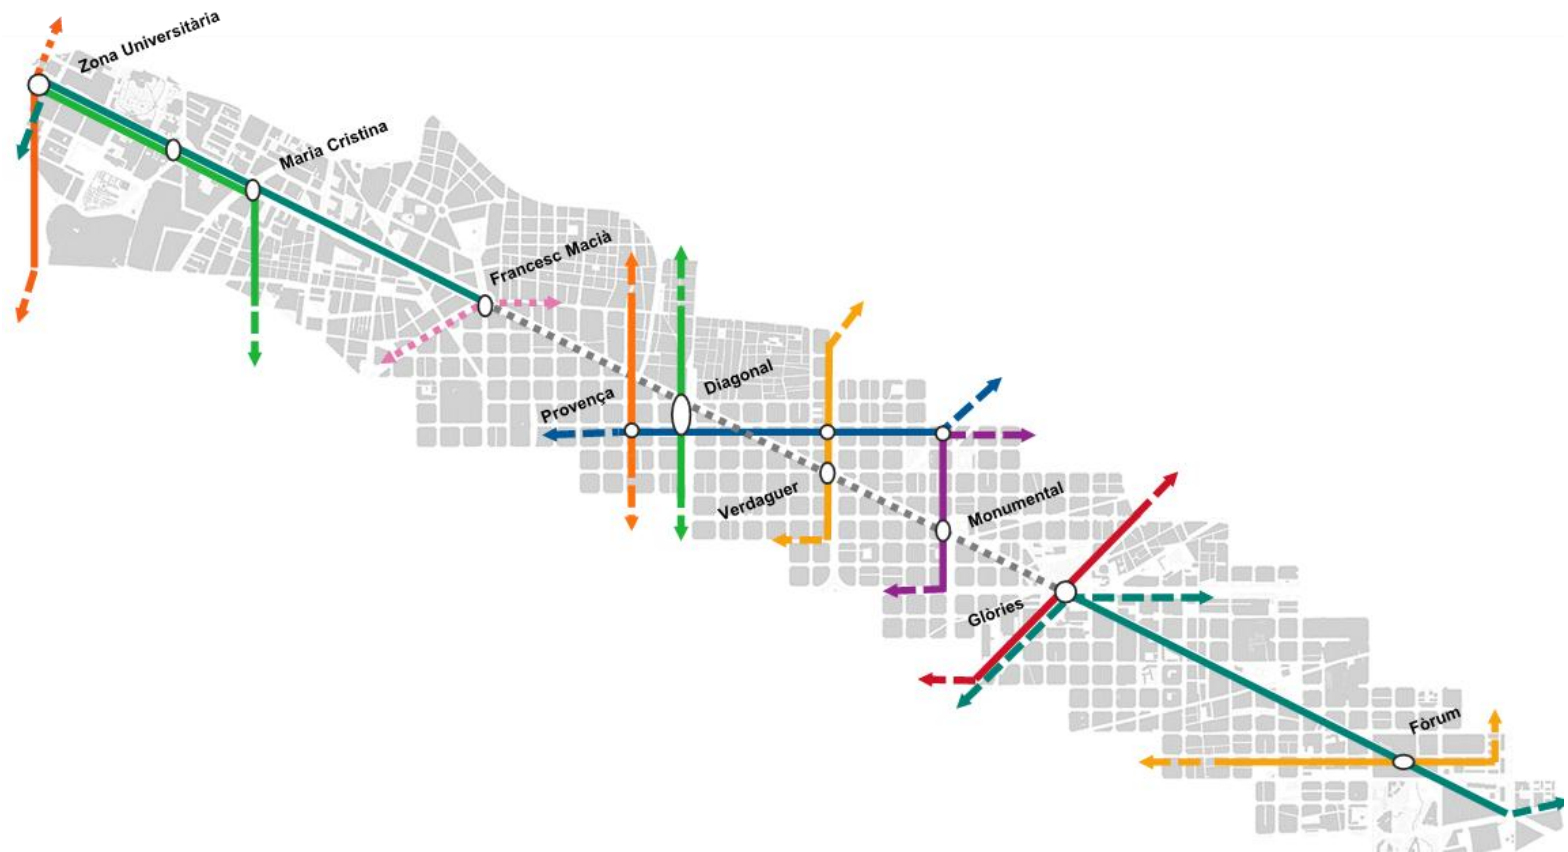 Zona Universitària
Maria Cristina
Francesc Macià
Provença
Diagonal
Verdaguer
Monumental
Glòries
Fòrum